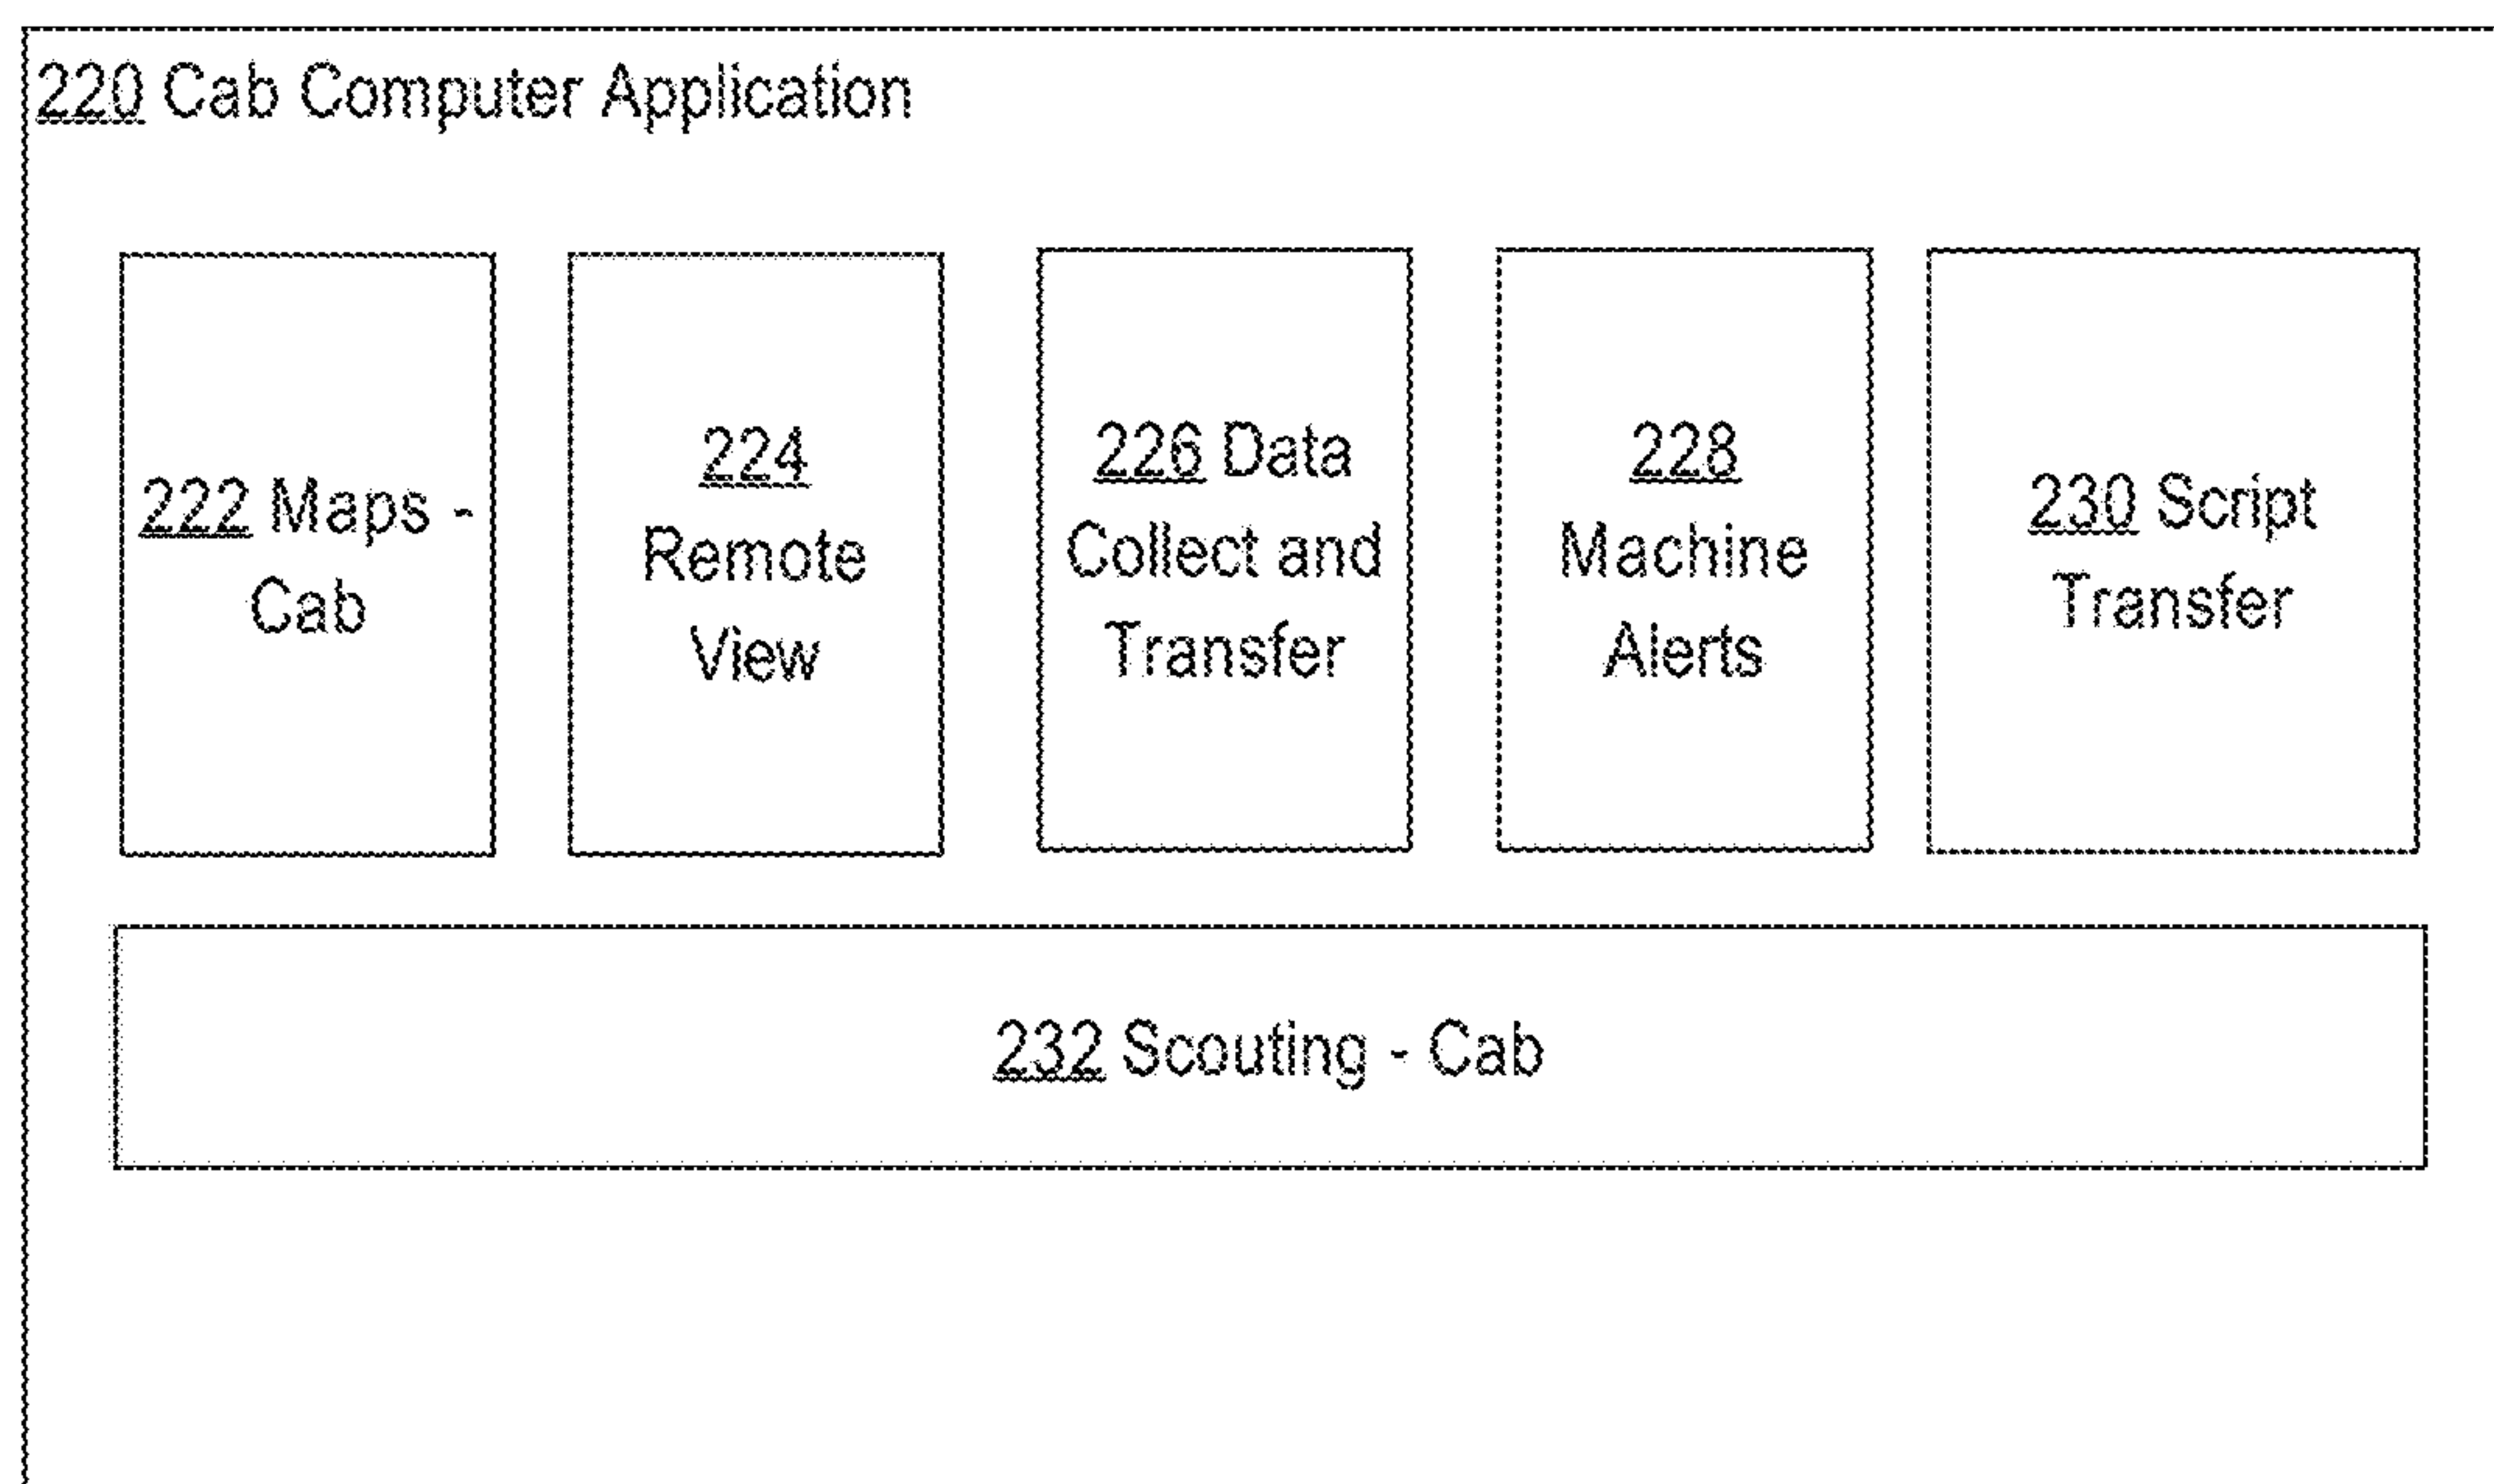 220 Cab Computer Application
222 Maps -
Cab
224
Remote
View
226 Data
Collect and
Transfer
228
Machine
Alerts
230 Script
Transfer
232 Scouting - Cab